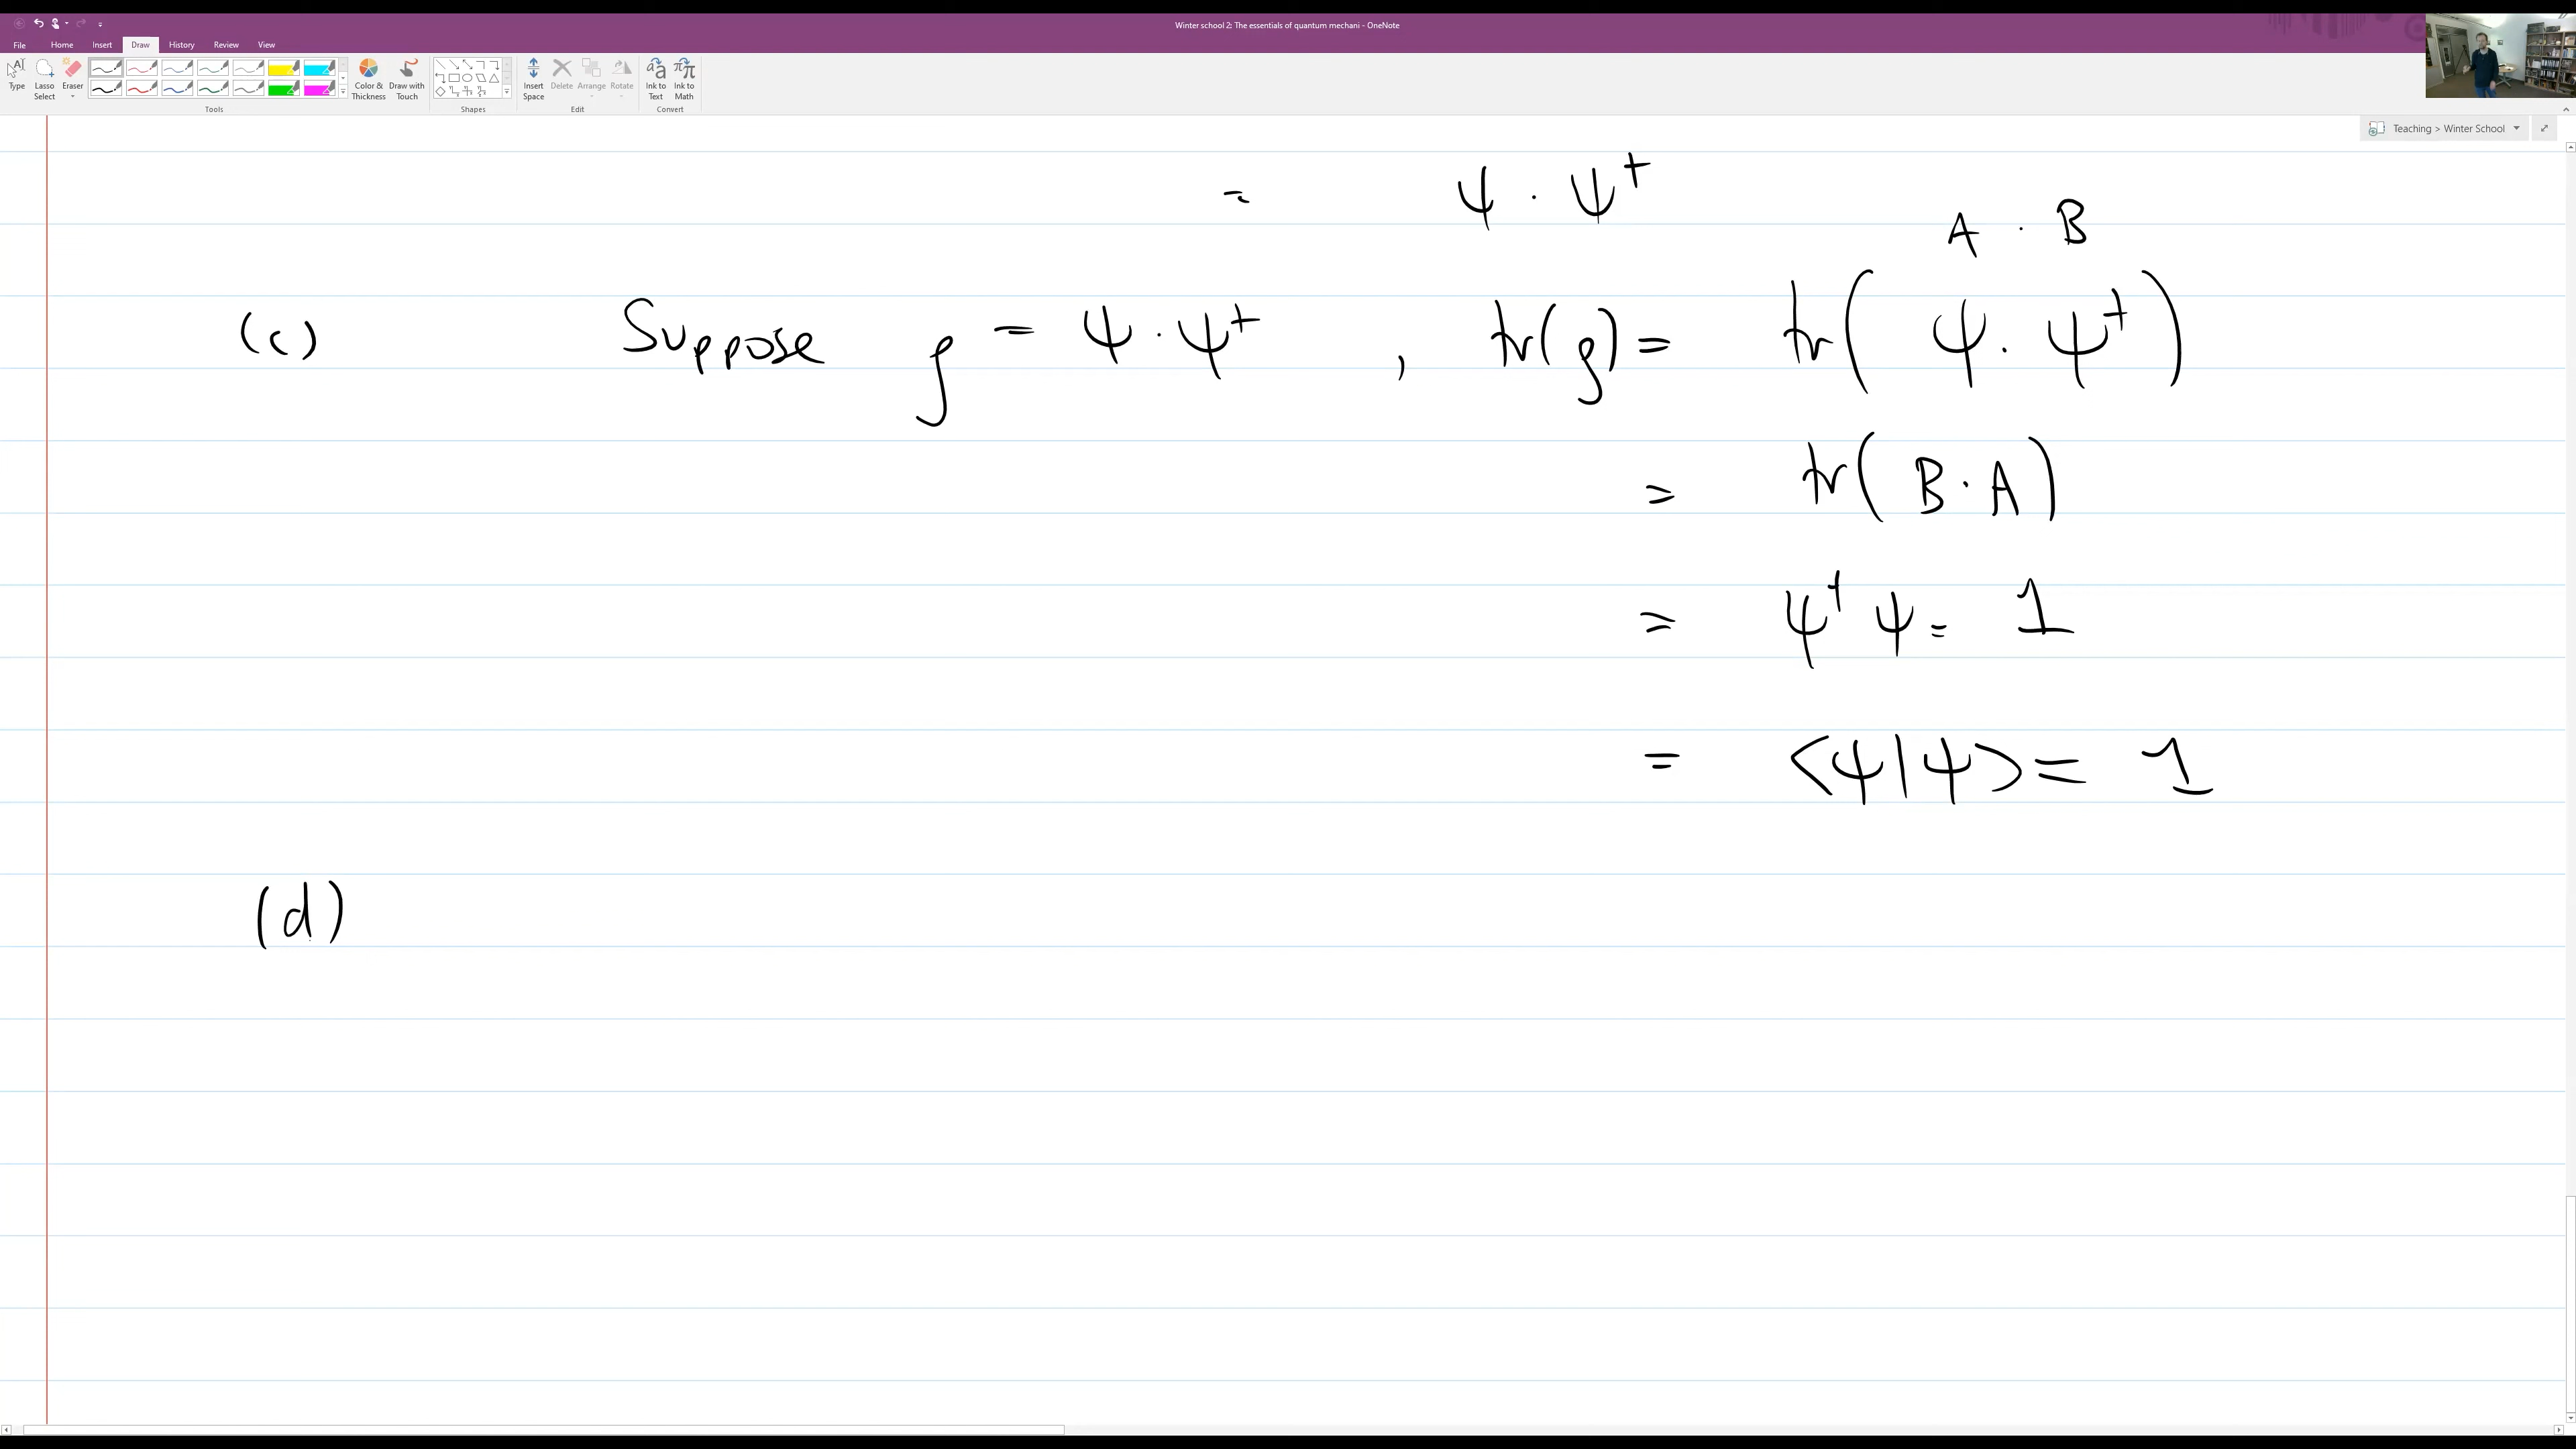 Winter school 2: The essentials of quantum mechani - OneNote
File Home Insert Draw History Review View
Type Lasso Select Eraser Color & Thickness Draw with Touch Insert Space Delete Arrange Rotate Ink to Text Ink to Math
Tools Shapes Edit Convert
Teaching > Winter School
= ψ · ψ†
A · B
(c) Suppose ρ = ψ · ψ† , tr(ρ) = tr( ψ · ψ† )
= tr( B · A )
= ψ† ψ = 1
= <ψ|ψ> = 1
(d)